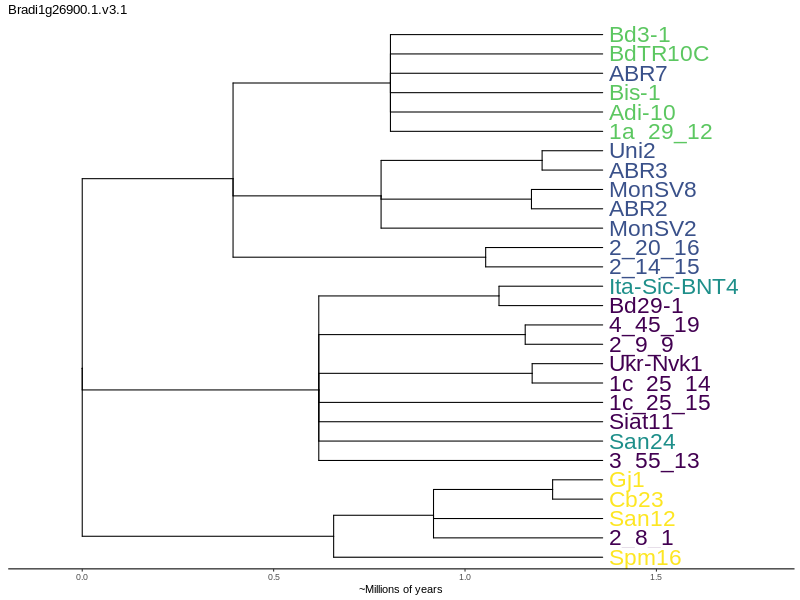 Bradi1g26900.1.v3.1
Bd3-1
BdTR10C
ABR7
Bis-1
Adi-10
1a_29_12
Uni2
ABR3
MonSV8
ABR2
MonSV2
2_20_16
2_14_15
Ita-Sic-BNT4
Bd29-1
4_45_19
2_9_9
Ukr-Nvk1
1c_25_14
1c_25_15
Siat11
San24
3_55_13
Gj1
Cb23
San12
2_8_1
Spm16
0.0 0.5 1.0 1.5
~Millions of years